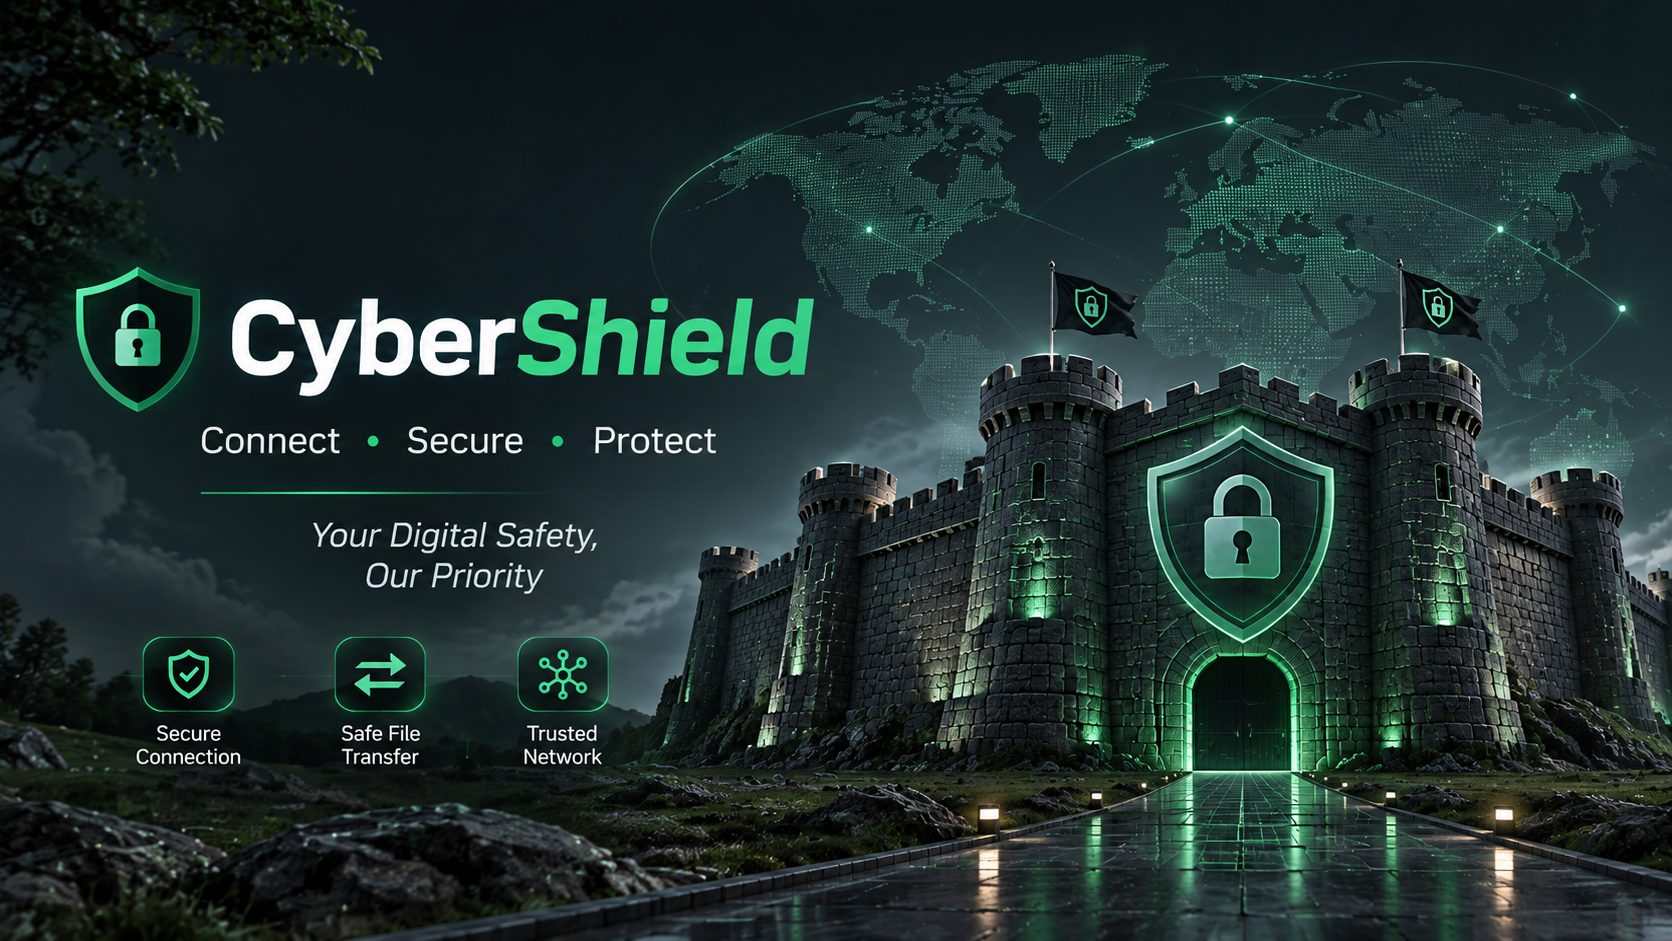 CyberShield
Connect • Secure • Protect
Your Digital Safety,
Our Priority
Secure
Connection
Safe File
Transfer
Trusted
Network